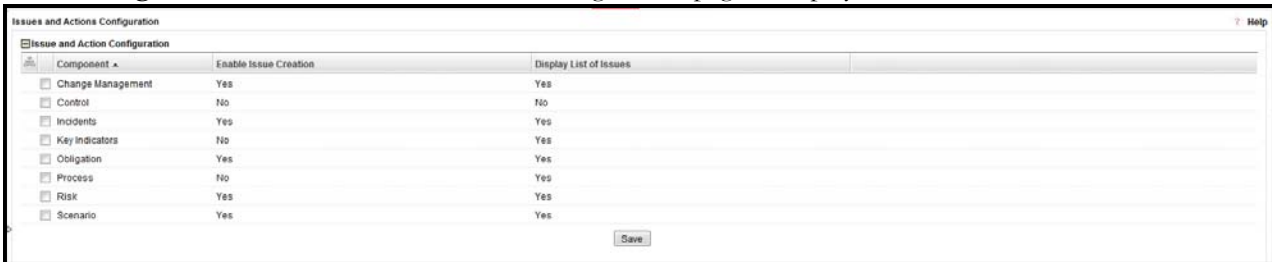 Issues and Actions Configuration ? Help
Issue and Action Configuration
Component Enable Issue Creation Display List of Issues
Change Management Yes Yes
Control No No
Incidents Yes Yes
Key Indicators No Yes
Obligation Yes Yes
Process No Yes
Risk Yes Yes
Scenario Yes Yes
Save